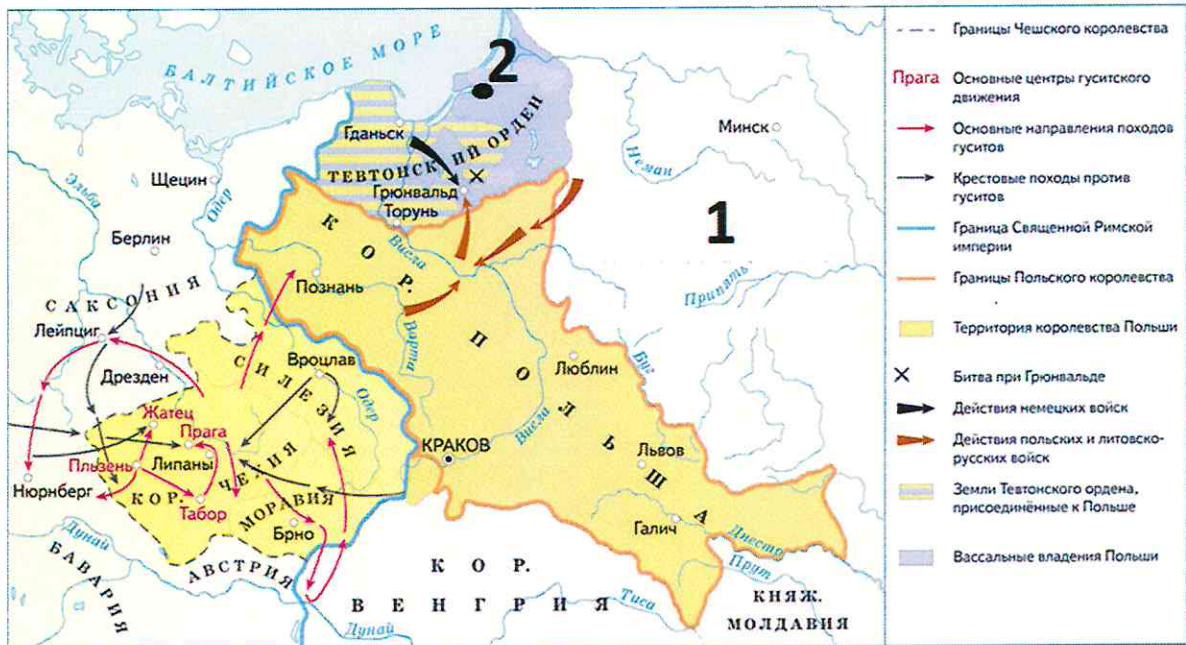 БАЛТИЙСКОЕ МОРЕ
2
Гданьск
ТЕВТОНСКИЙ ОРДЕН
Грюнвальд
Торунь
Минск
Неман
1
Щецин
Одер
Эльба
Берлин
САКСОНИЯ
Лейпциг
Дрезден
КОР. ПОЛЬША
Висла
Познань
Варта
Припять
Буг
Люблин
Висла
СИЛЕЗИЯ
Вроцлав
Одер
Жатец
Прага
Пльзень
Липаны
Нюрнберг
КОР. ЧЕХИЯ
Табор
МОРАВИЯ
Брно
КРАКОВ
Львов
Галич
Днестр
Прут
Дунай
БАВАРИЯ
АВСТРИЯ
КОР.
ВЕНГРИЯ
Тиса
Дунай
КНЯЖ.
МОЛДАВИЯ
Границы Чешского королевства
Прага
Основные центры гуситского
движения
Основные направления походов
гуситов
Крестовые походы против
гуситов
Граница Священной Римской
империи
Границы Польского королевства
Территория королевства Польши
Битва при Грюнвальде
Действия немецких войск
Действия польских и литовско-
русских войск
Земли Тевтонского ордена,
присоединённые к Польше
Вассальные владения Польши